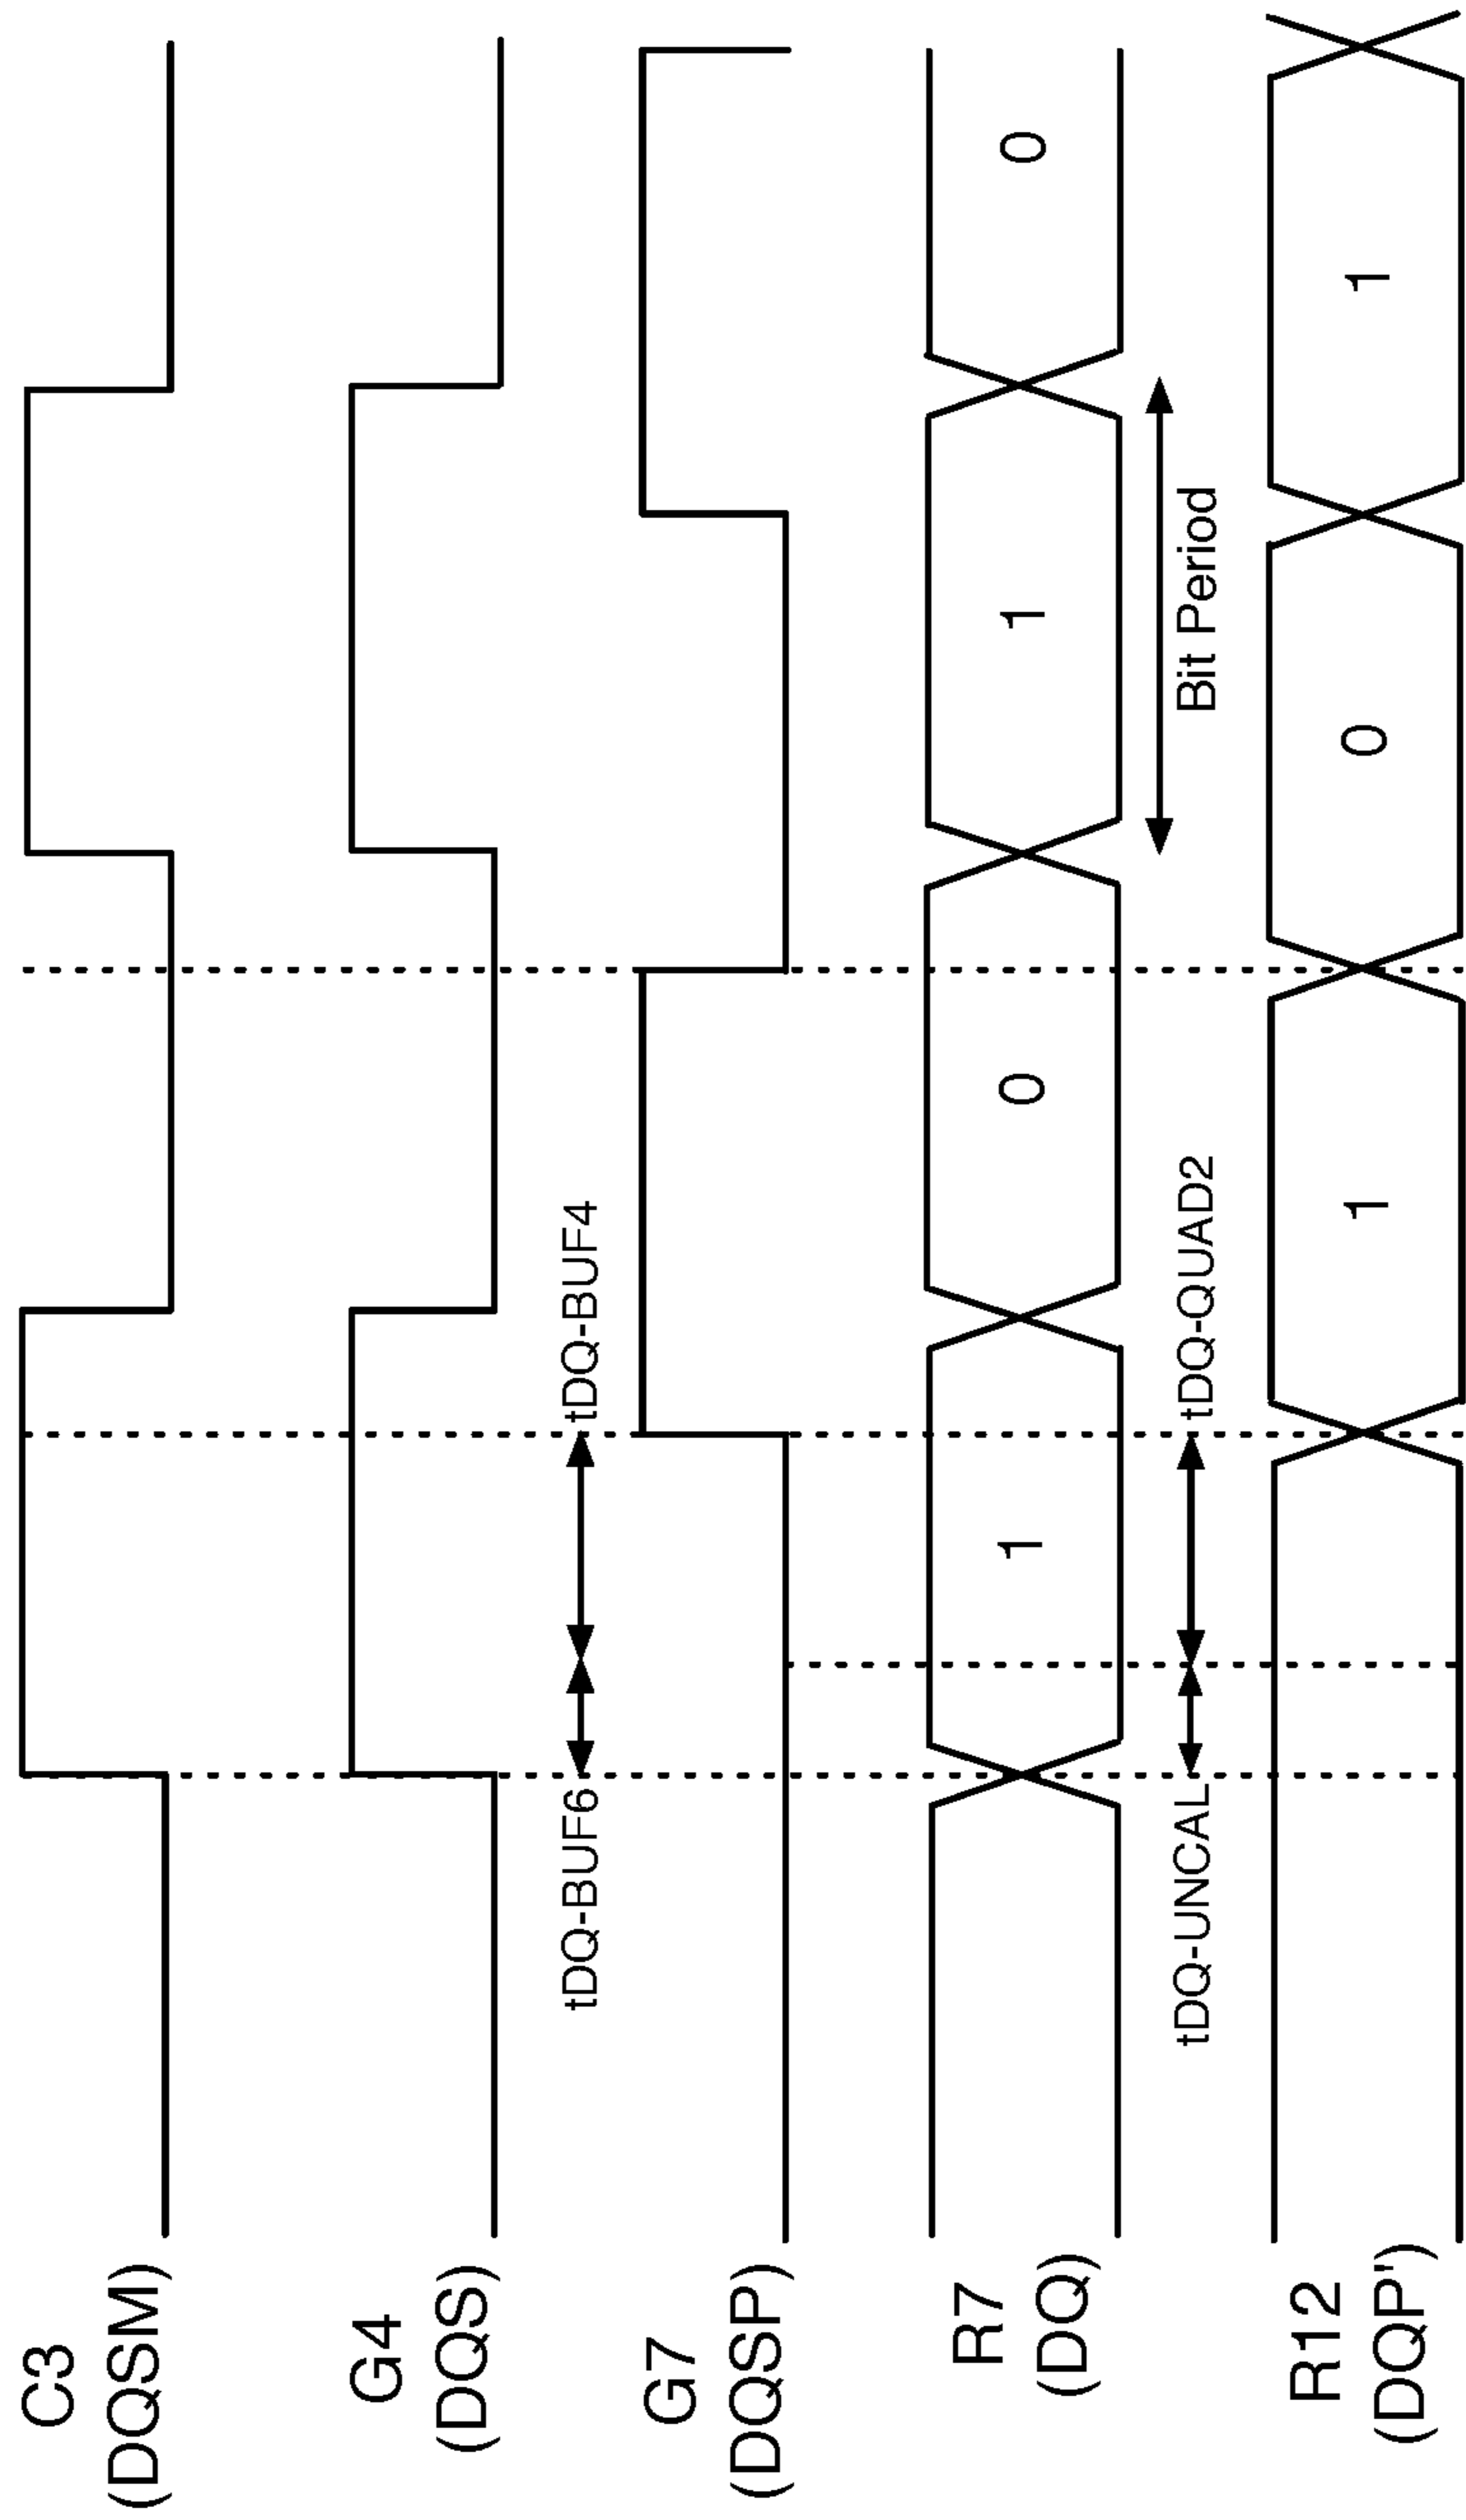 C3
(DQSM)
G4
(DQS)
tDQ-BUF6
tDQ-BUF4
G7
(DQSP)
R7
(DQ)
1
0
1
0
Bit Period
tDQ-UNCAL
tDQ-QUAD2
R12
(DQP")
1
0
1